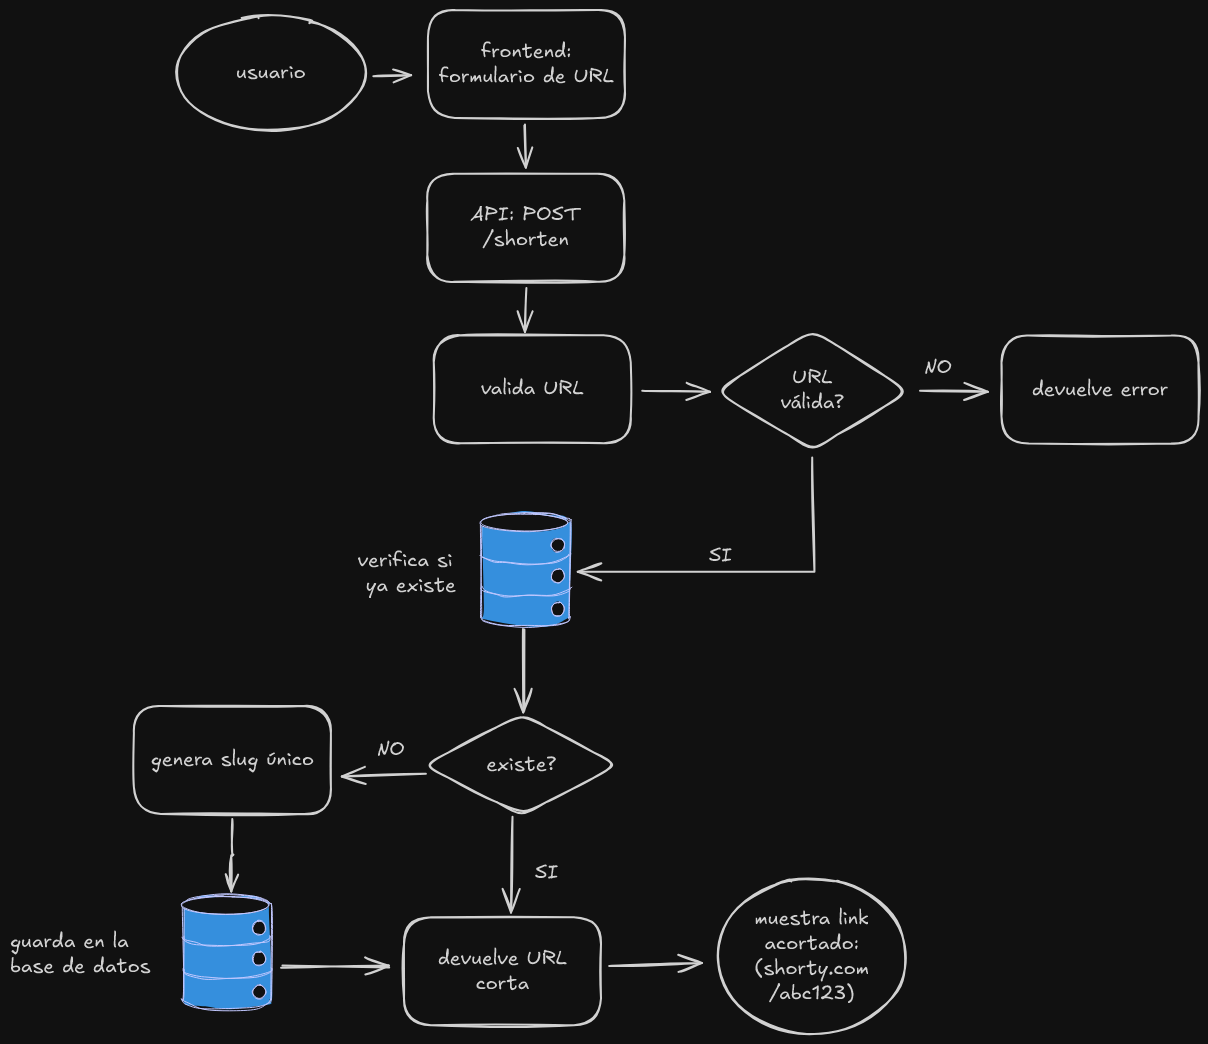 usuario
frontend:
formulario de URL
API: POST
/shorten
valida URL
URL
válida?
NO
devuelve error
SI
verifica si
ya existe
existe?
NO
genera slug único
SI
guarda en la
base de datos
devuelve URL
corta
muestra link
acortado:
(shorty.com
/abc123)